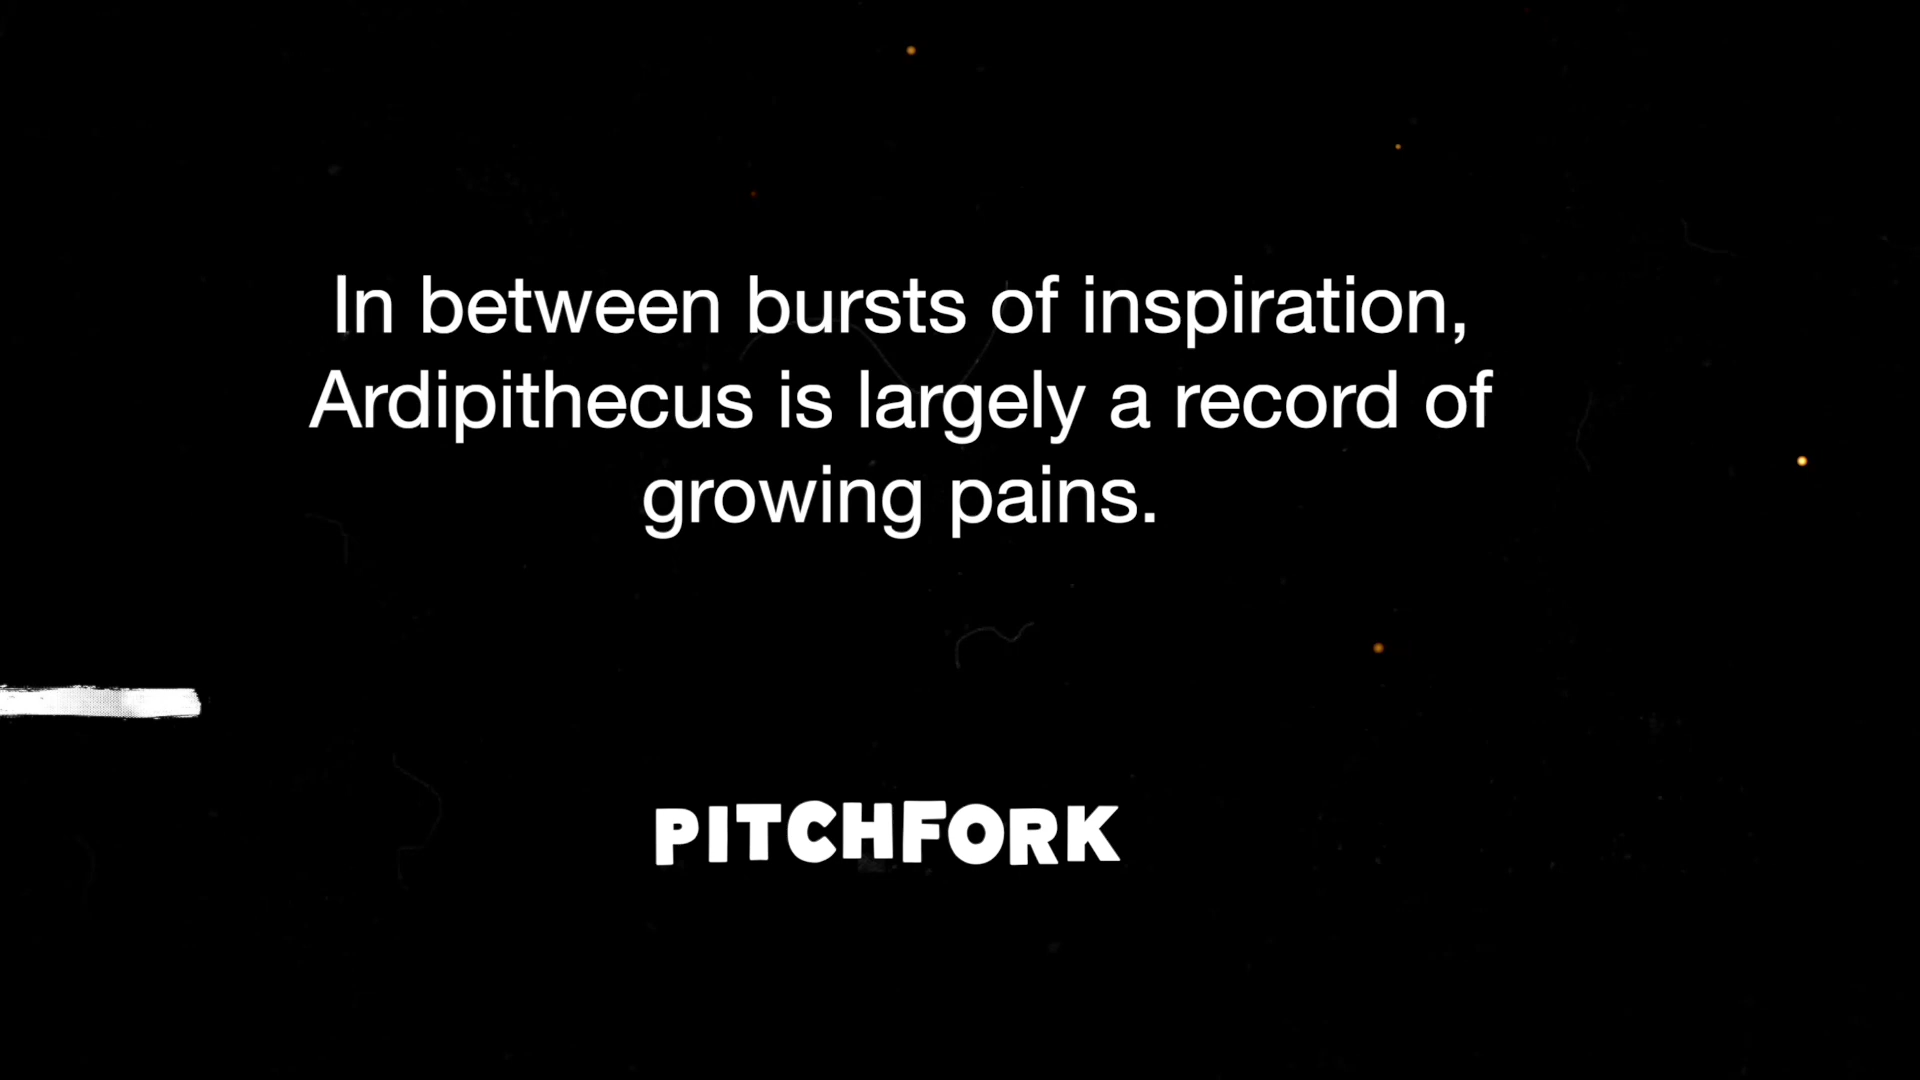 In between bursts of inspiration,
Ardipithecus is largely a record of
growing pains.
PITCHFORK